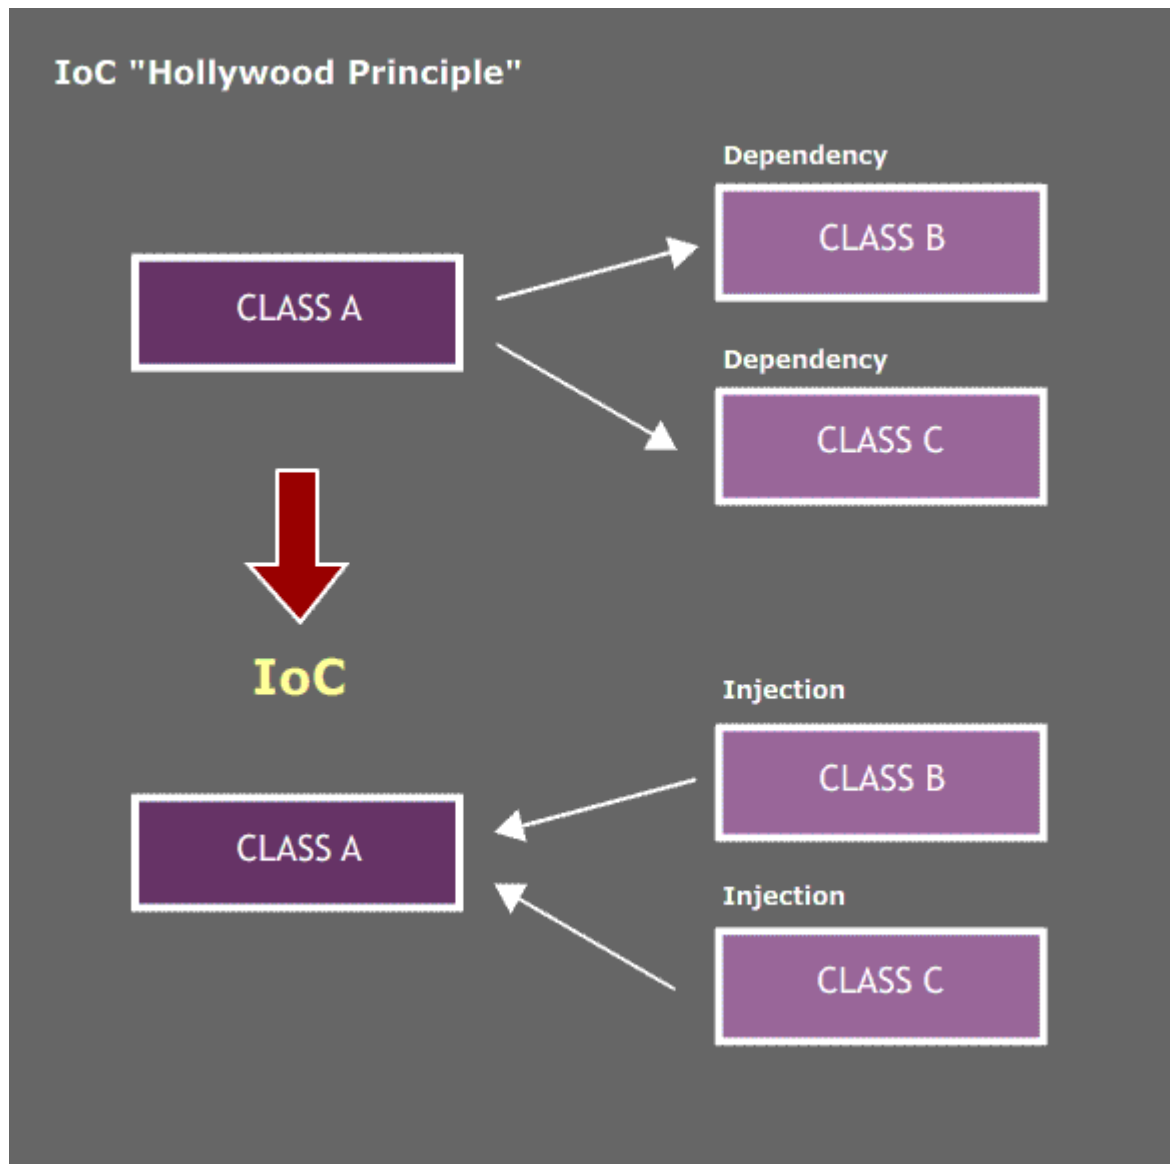 IoC "Hollywood Principle"
Dependency
CLASS B
CLASS A
Dependency
CLASS C
IoC
Injection
CLASS B
CLASS A
Injection
CLASS C